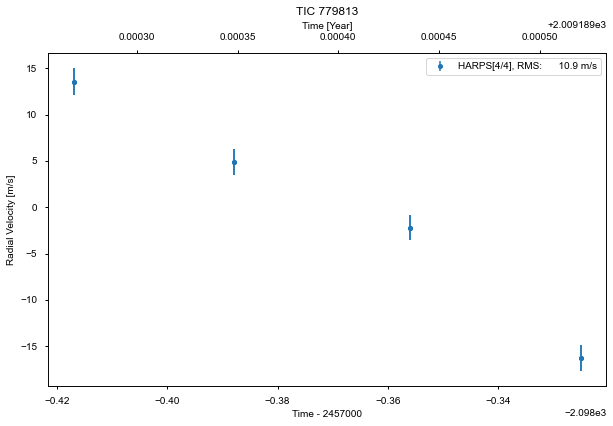 TIC 779813
Time [Year]
+2.009189e3
0.00030 0.00035 0.00040 0.00045 0.00050
HARPS[4/4], RMS: 10.9 m/s
15
10
5
0
−5
−10
−15
Radial Velocity [m/s]
−0.42 −0.40 −0.38 −0.36 −0.34
Time - 2457000
−2.098e3